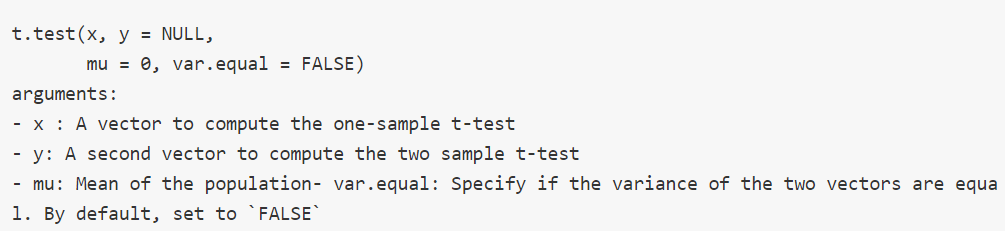 t.test(x, y = NULL,
       mu = 0, var.equal = FALSE)
arguments:
- x : A vector to compute the one-sample t-test
- y: A second vector to compute the two sample t-test
- mu: Mean of the population- var.equal: Specify if the variance of the two vectors are equa
l. By default, set to `FALSE`